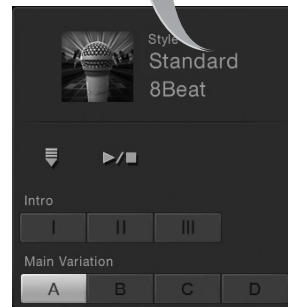 Style
Standard
8Beat
Intro
I II III
Main Variation
A B C D